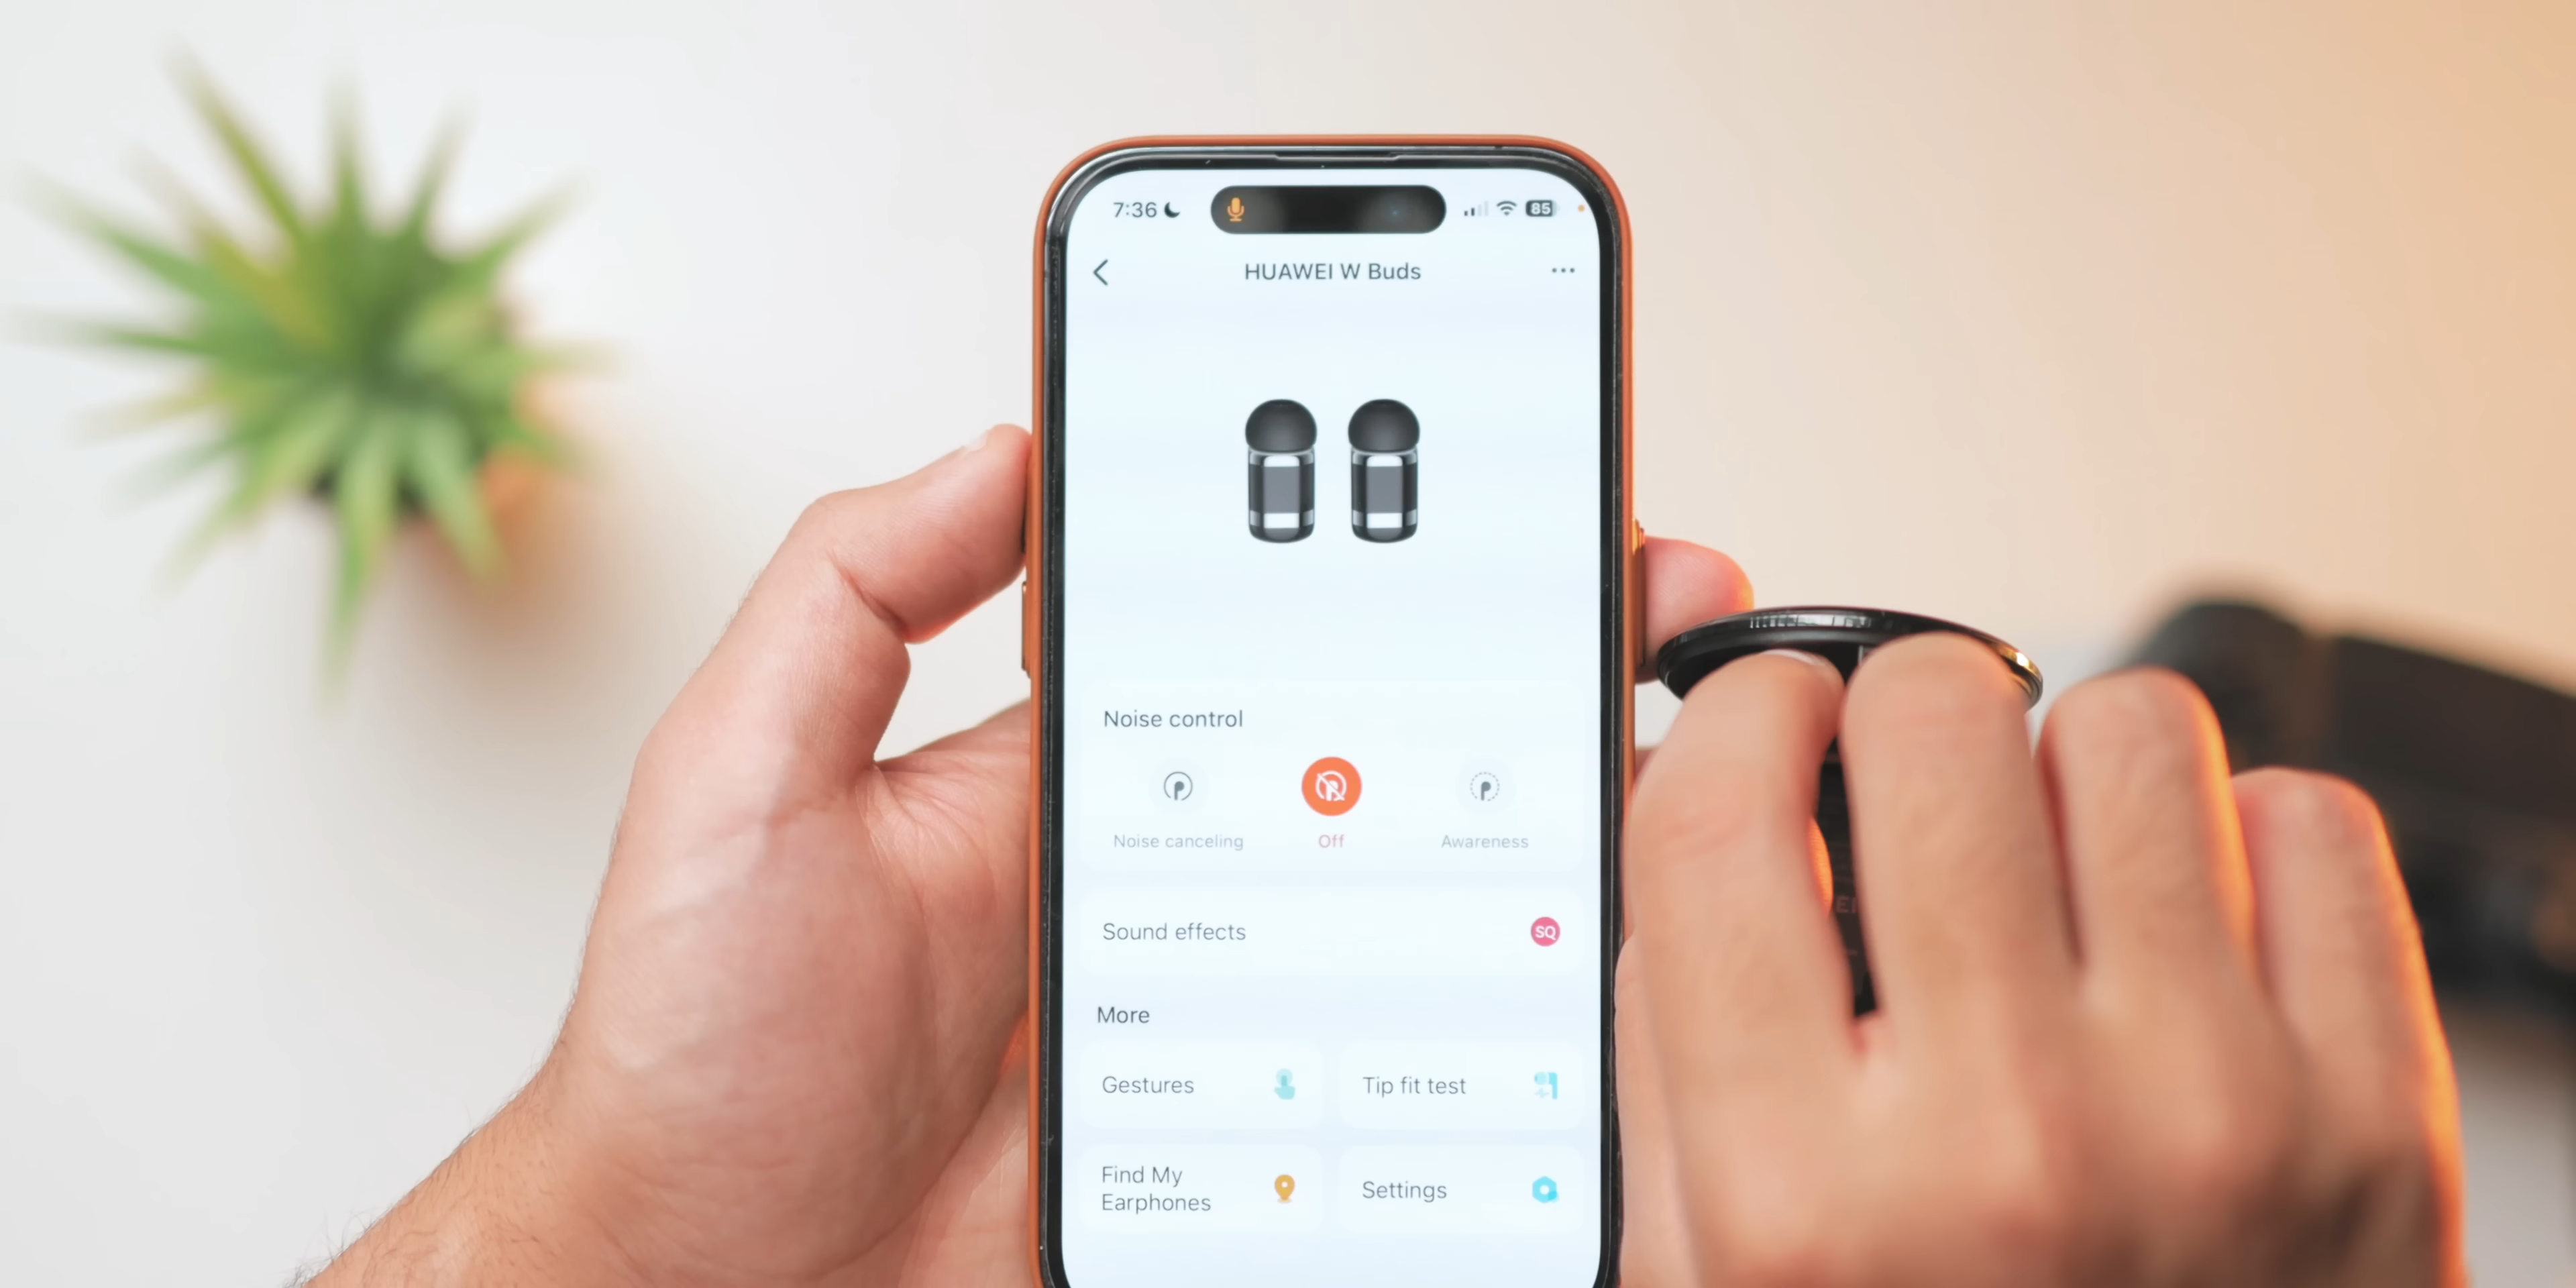 7:36
85
HUAWEI W Buds
Noise control
Noise canceling
Off
Awareness
Sound effects
SQ
More
Gestures
Tip fit test
Find My
Earphones
Settings